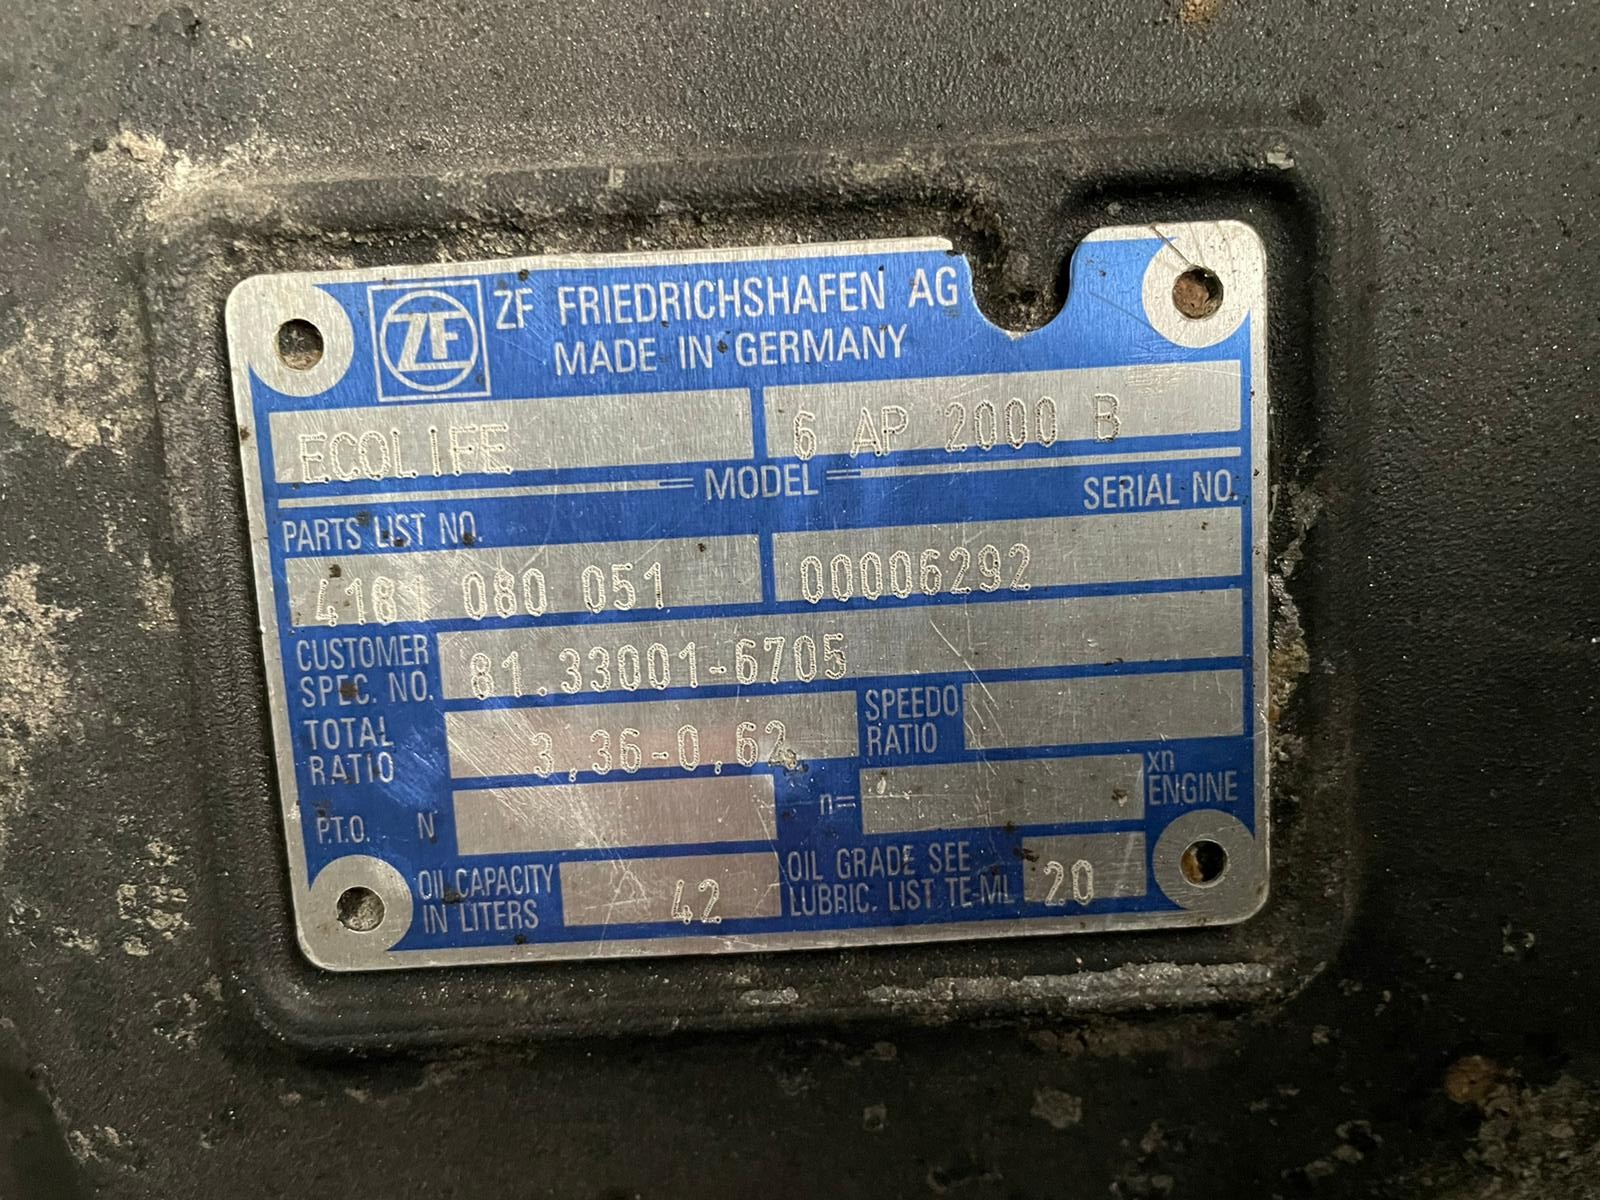 ZF
ZF FRIEDRICHSHAFEN AG
MADE IN GERMANY
ECOLIFE 6 AP 2000 B
MODEL
PARTS LIST NO. SERIAL NO.
4181 080 051 00006292
CUSTOMER SPEC. NO. 81.33001-6705
TOTAL RATIO 3,36-0,62 SPEEDO RATIO
P.T.O. N n= xn ENGINE
OIL CAPACITY IN LITERS 42 OIL GRADE SEE LUBRIC. LIST TE-ML 20